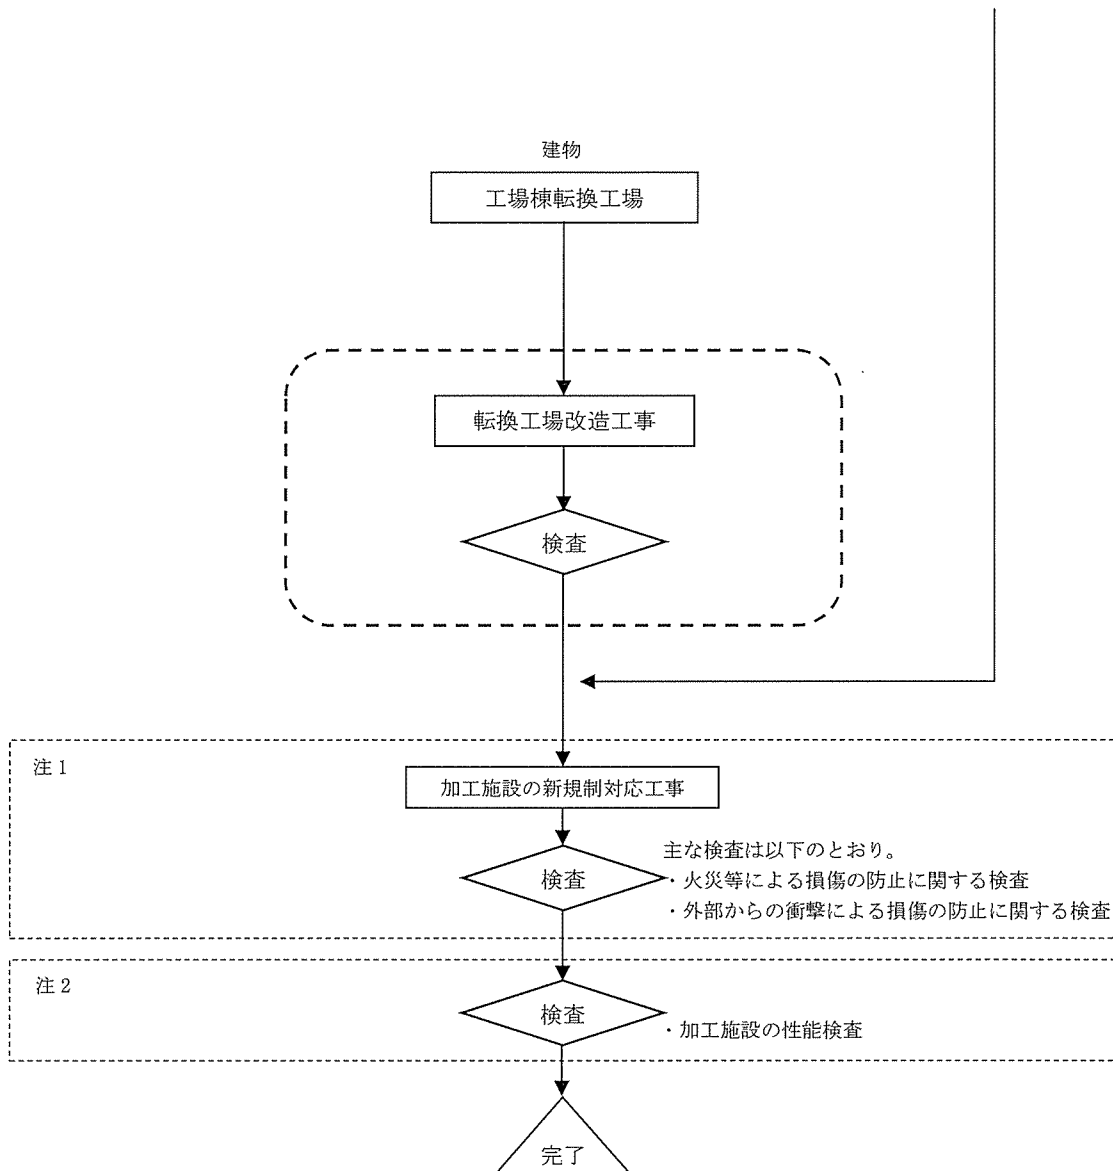 建物
工場棟転換工場
転換工場改造工事
検査
注1
加工施設の新規制対応工事
検査
主な検査は以下のとおり。
・火災等による損傷の防止に関する検査
・外部からの衝撃による損傷の防止に関する検査
注2
検査
・加工施設の性能検査
完了